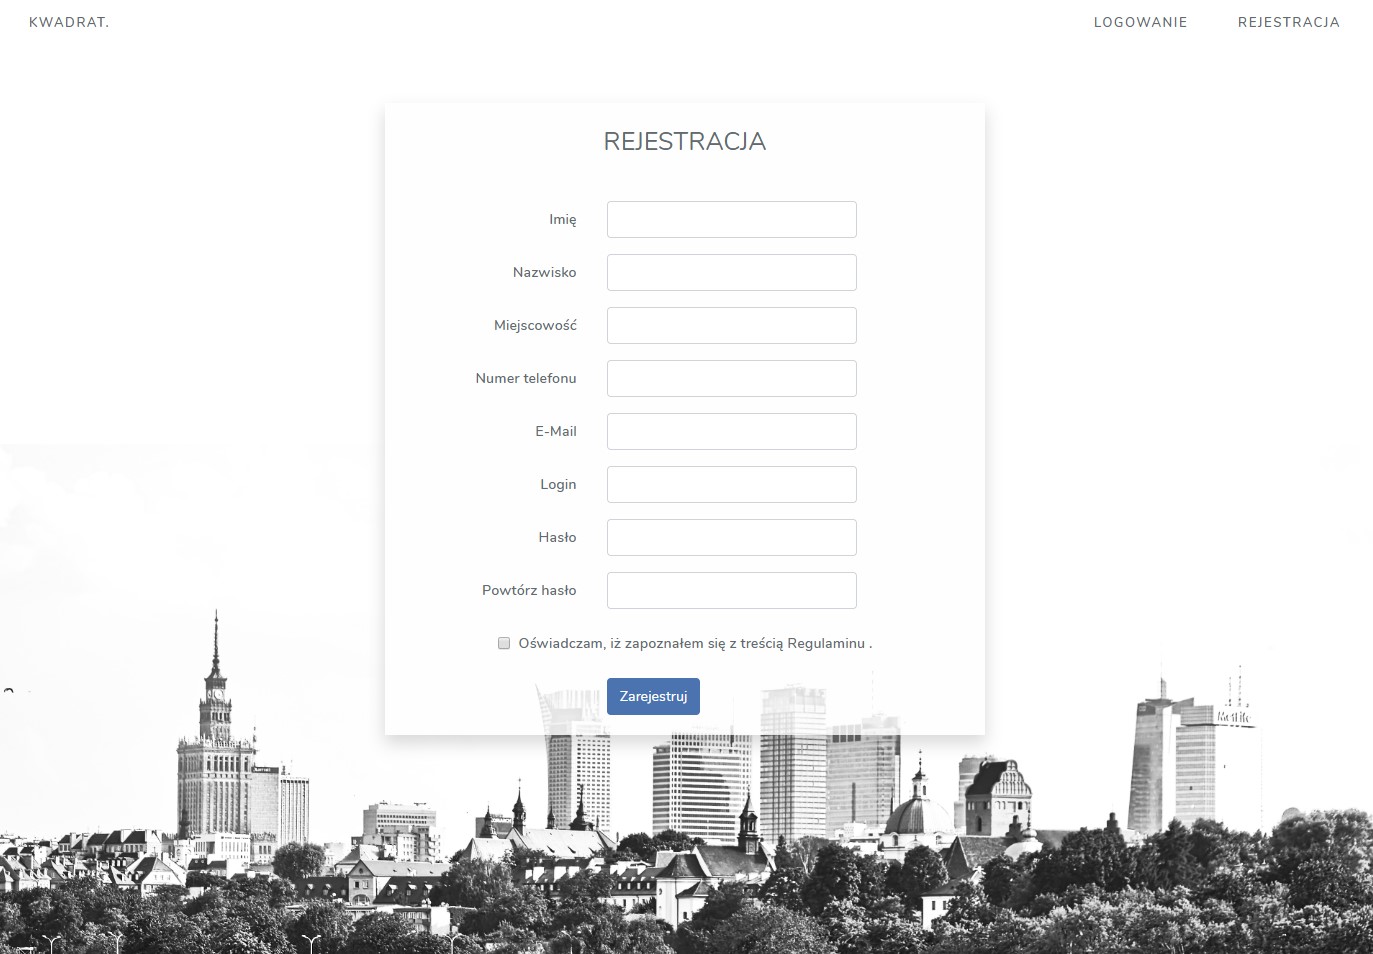 KWADRAT.
LOGOWANIE
REJESTRACJA
REJESTRACJA
Imię
Nazwisko
Miejscowość
Numer telefonu
E-Mail
Login
Hasło
Powtórz hasło
Oświadczam, iż zapoznałem się z treścią Regulaminu .
Zarejestruj